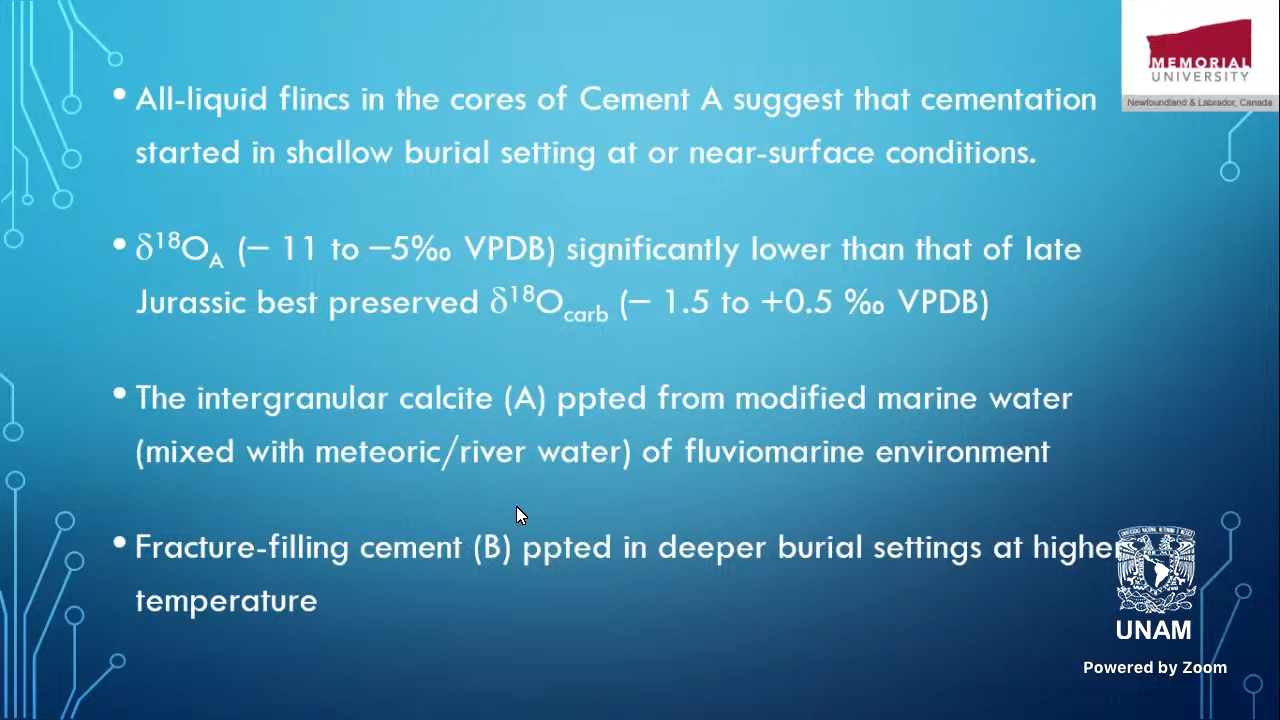 • All-liquid flincs in the cores of Cement A suggest that cementation
started in shallow burial setting at or near-surface conditions.
• δ¹⁸O_A (– 11 to –5‰ VPDB) significantly lower than that of late
Jurassic best preserved δ¹⁸O_carb (– 1.5 to +0.5 ‰ VPDB)
• The intergranular calcite (A) ppted from modified marine water
(mixed with meteoric/river water) of fluviomarine environment
• Fracture-filling cement (B) ppted in deeper burial settings at higher
temperature
MEMORIAL
UNIVERSITY
Newfoundland & Labrador, Canada
UNAM
Powered by Zoom